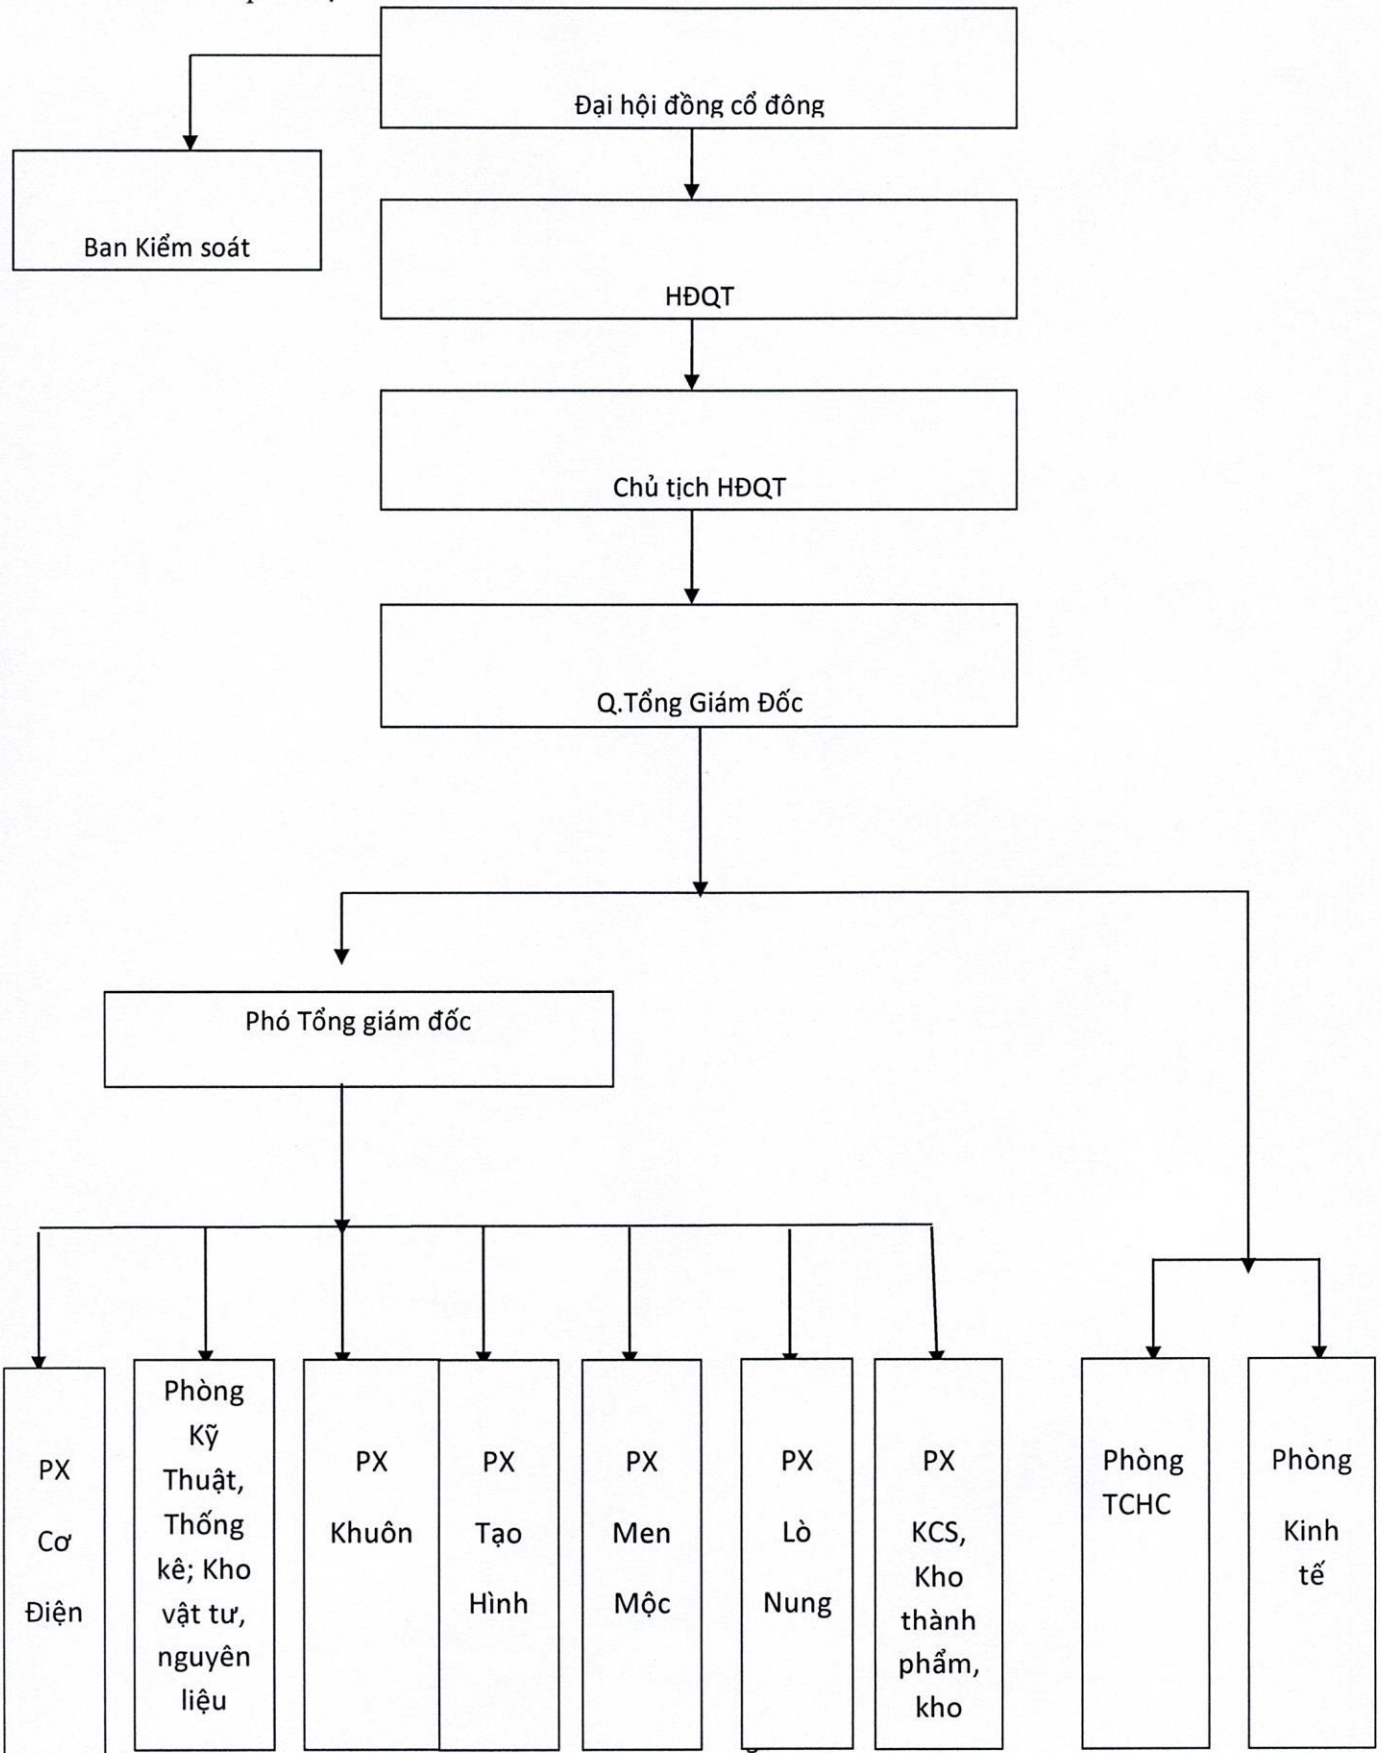 Đại hội đồng cổ đông
Ban Kiểm soát
HĐQT
Chủ tịch HĐQT
Q.Tổng Giám Đốc
Phó Tổng giám đốc
PX
Cơ
Điện
Phòng
Kỹ
Thuật,
Thống
kê; Kho
vật tư,
nguyên
liệu
PX
Khuôn
PX
Tạo
Hình
PX
Men
Mộc
PX
Lò
Nung
PX
KCS,
Kho
thành
phẩm,
kho
Phòng
TCHC
Phòng
Kinh
tế